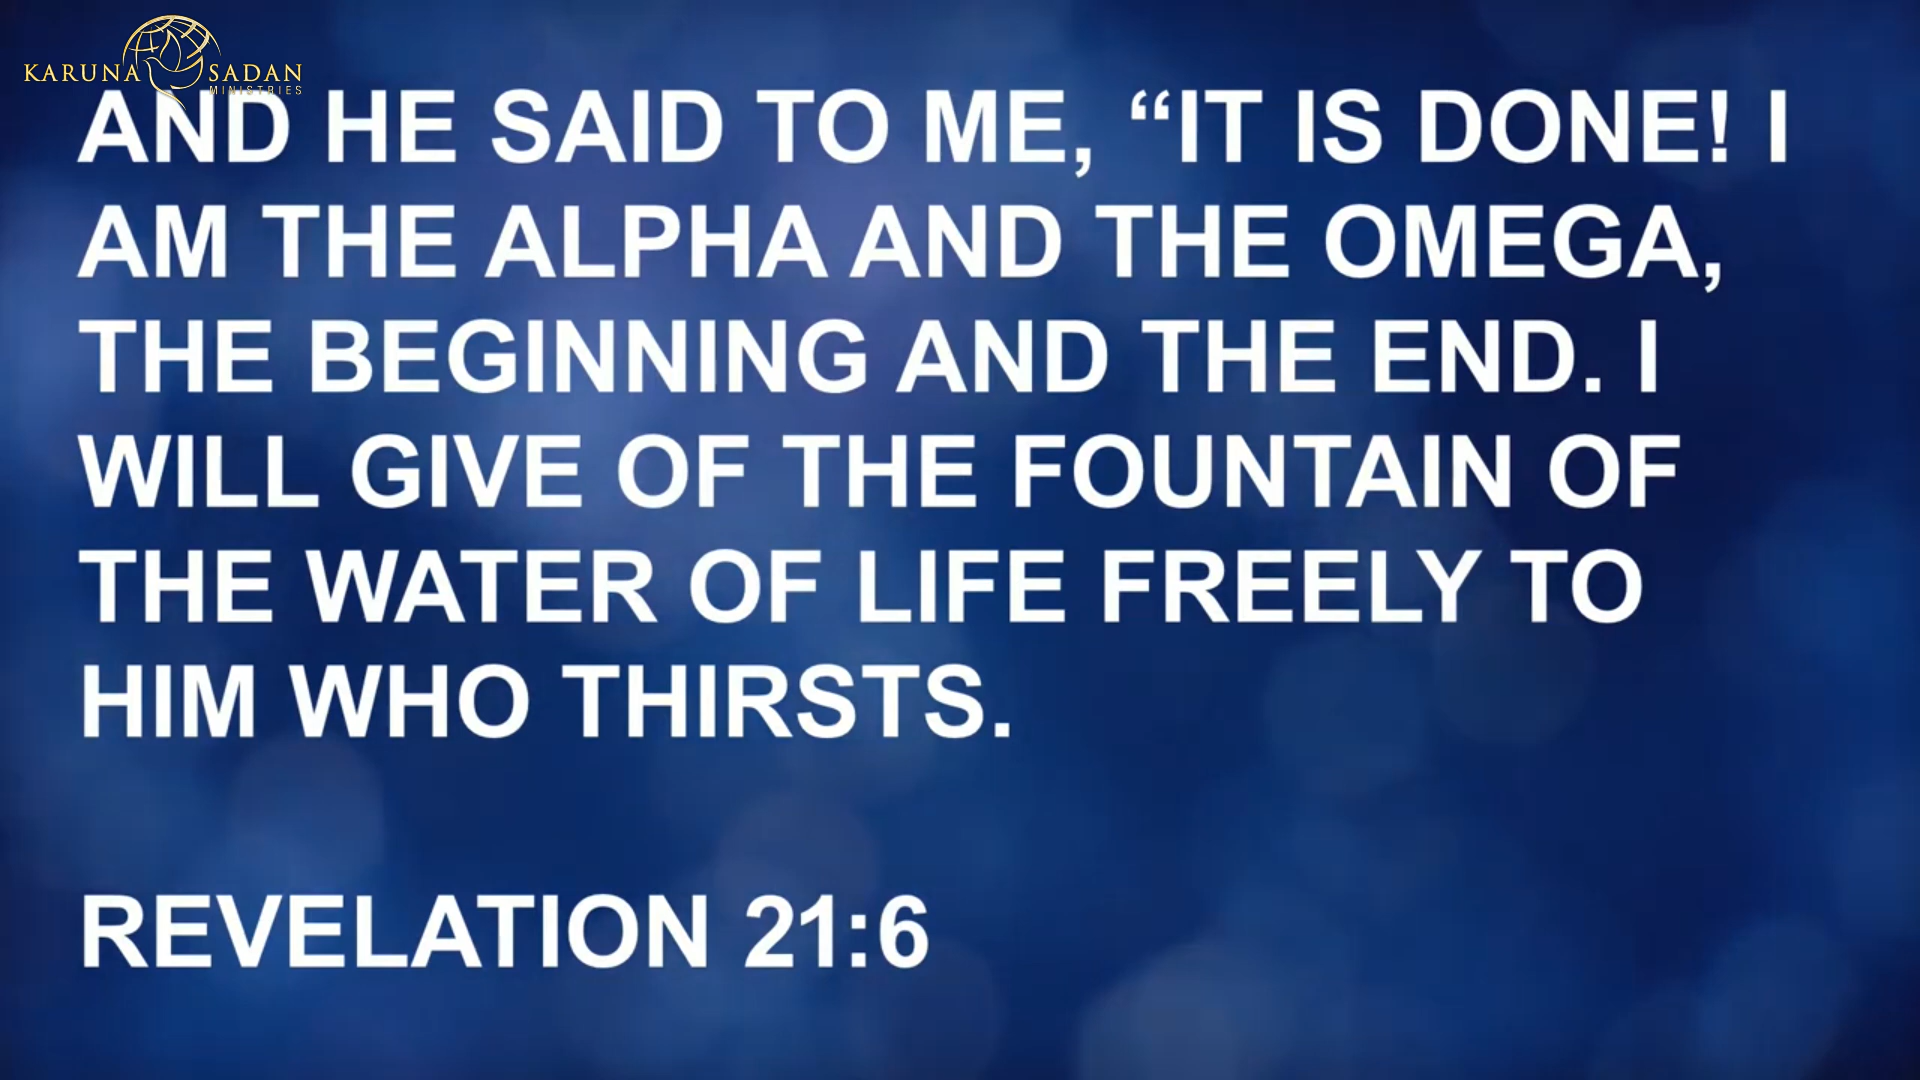 KARUNA SADAN
MINISTRIES
AND HE SAID TO ME, “IT IS DONE! I
AM THE ALPHA AND THE OMEGA,
THE BEGINNING AND THE END. I
WILL GIVE OF THE FOUNTAIN OF
THE WATER OF LIFE FREELY TO
HIM WHO THIRSTS.
REVELATION 21:6